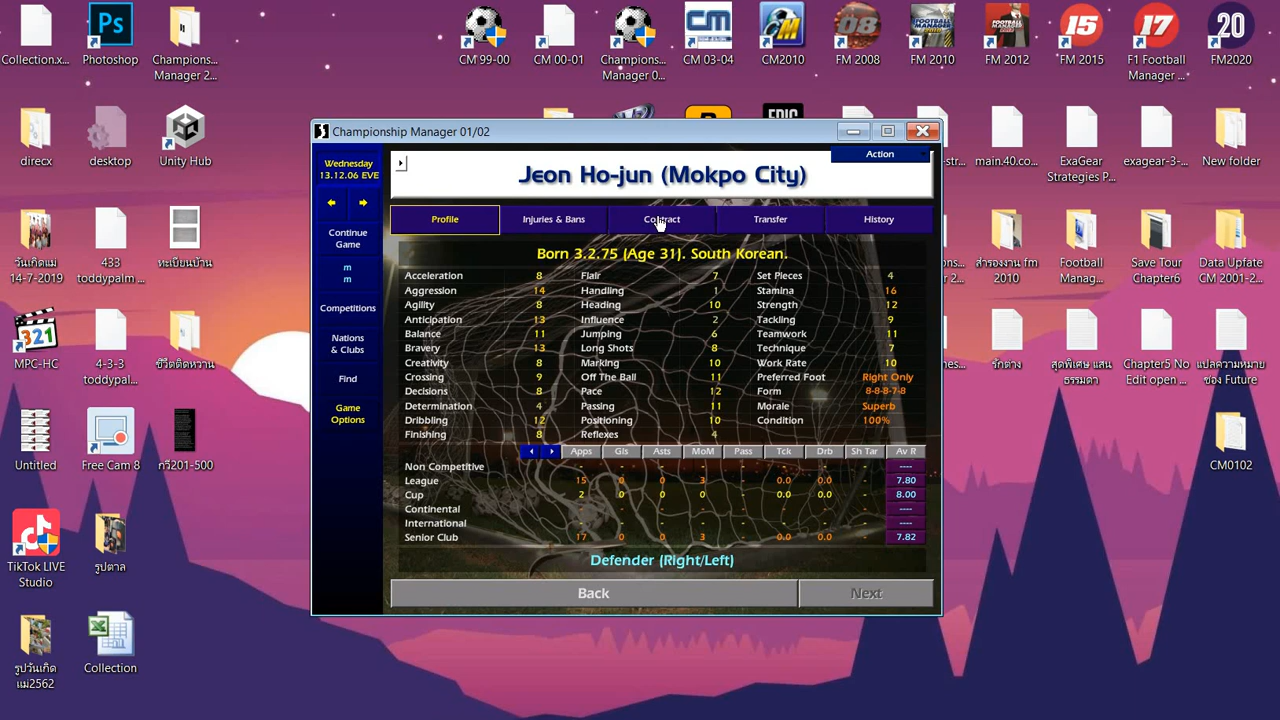 Collection.x...
Photoshop
Champions...
Manager 2...
CM 99-00
CM 00-01
Champions...
Manager 0...
CM 03-04
CM2010
FM 2008
FM 2010
FM 2012
FM 2015
F1 Football
Manager ...
FM2020
direcx
desktop
Unity Hub
main.40.co...
ExaGear
Strategies P...
exagear-3-...
New folder
วันเกิดแม่
14-7-2019
433
toddypalm ...
ทะเบียนบ้าน
สำรองงาน fm
2010
Football
Manag...
Save Tour
Chapter6
Data Upfate
CM 2001-2...
MPC-HC
4-3-3
toddypal...
ชีวิตติดหวาน
รักต่าง
สุดพิเศษ แสน
ธรรมดา
Chapter5 No
Edit open ...
แปลความหมาย
ของ Future
Untitled
Free Cam 8
กวี201-500
CM0102
TikTok LIVE
Studio
รูปตาล
รูปวันเกิด
แม่2562
Collection
Championship Manager 01/02
Wednesday
13.12.06 EVE
Continue
Game
m
m
Competitions
Nations
& Clubs
Find
Game
Options
Action
Jeon Ho-jun (Mokpo City)
Profile Injuries & Bans Contract Transfer History
Born 3.2.75 (Age 31). South Korean.
Acceleration 8 Flair 7 Set Pieces 4
Aggression 14 Handling 1 Stamina 16
Agility 8 Heading 10 Strength 12
Anticipation 13 Influence 2 Tackling 9
Balance 11 Jumping 6 Teamwork 11
Bravery 13 Long Shots 8 Technique 7
Creativity 8 Marking 10 Work Rate 10
Crossing 9 Off The Ball 11 Preferred Foot Right Only
Decisions 8 Pace 12 Form 8-8-8-7-8
Determination 4 Passing 11 Morale Superb
Dribbling 12 Positioning 10 Condition 100%
Finishing 8 Reflexes 4
Apps Gls Asts MoM Pass Tck Drb Sh Tar Av R
Non Competitive - - - - - - - - ----
League 15 0 0 3 - 0.0 0.0 - 7.80
Cup 2 0 0 0 - 0.0 0.0 - 8.00
Continental - - - - - - - - ----
International - - - - - - - - ----
Senior Club 17 0 0 3 - 0.0 0.0 - 7.82
Defender (Right/Left)
Back Next